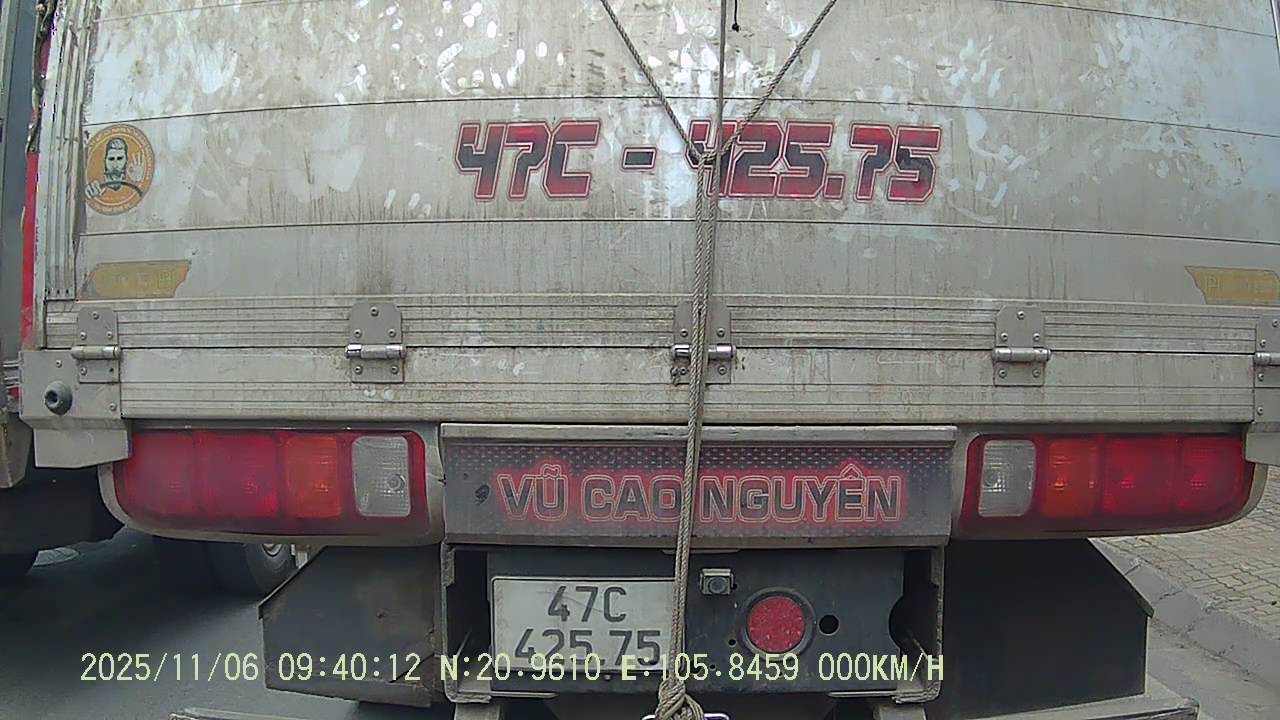 47C - 425.75
VŨ CAO NGUYÊN
47C
425.75
2025/11/06 09:40:12 N:20.9610 E:105.8459 000KM/H